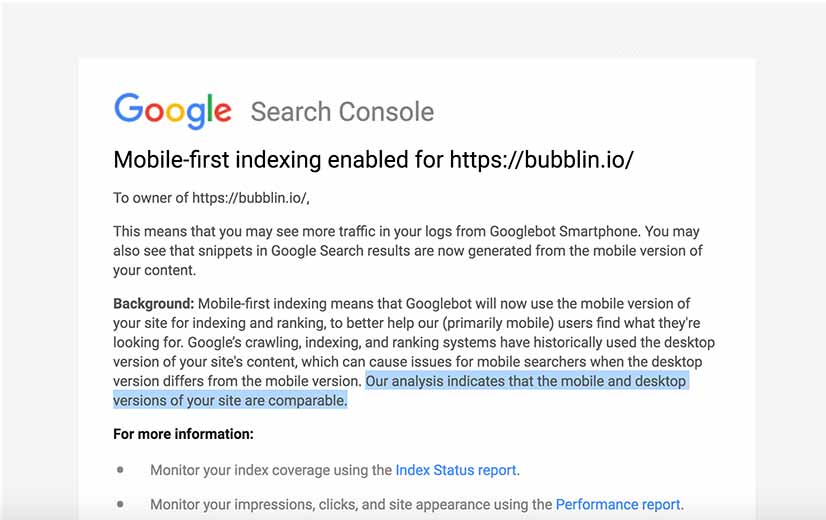 Google Search Console
Mobile-first indexing enabled for https://bubblin.io/
To owner of https://bubblin.io/,
This means that you may see more traffic in your logs from Googlebot Smartphone. You may
also see that snippets in Google Search results are now generated from the mobile version of
your content.
Background: Mobile-first indexing means that Googlebot will now use the mobile version of
your site for indexing and ranking, to better help our (primarily mobile) users find what they're
looking for. Google’s crawling, indexing, and ranking systems have historically used the desktop
version of your site's content, which can cause issues for mobile searchers when the desktop
version differs from the mobile version. Our analysis indicates that the mobile and desktop
versions of your site are comparable.
For more information:
• Monitor your index coverage using the Index Status report.
• Monitor your impressions, clicks, and site appearance using the Performance report.